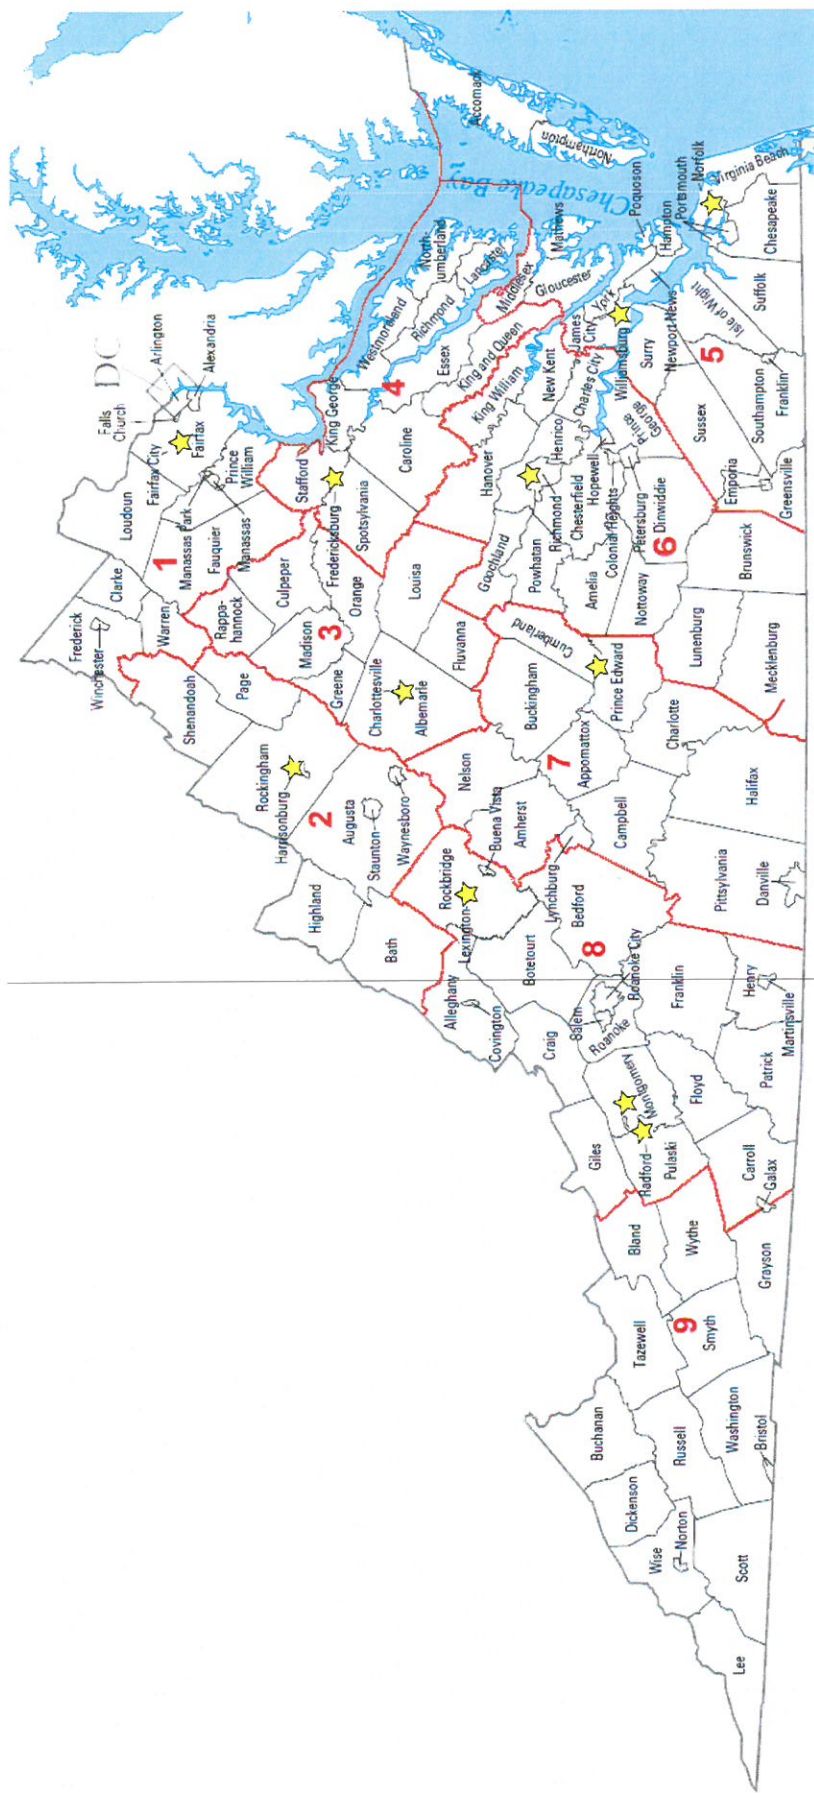 DC
Falls
Church
Arlington
Alexandria
Fairfax City
Fairfax
Loudoun
Prince
William
Manassas Park
Manassas
Fauquier
1
Clarke
Frederick
Winchester
Warren
Rappa-
hannock
Culpeper
Stafford
King George
Fredericksburg
Spotsylvania
Caroline
4
Westmoreland
Richmond
North-
umberland
Lancaster
Essex
Middlesex
King and Queen
King William
Gloucester
Mathews
Chesapeake Bay
Accomack
Northampton
Shenandoah
Page
Madison
3
Orange
Greene
Louisa
Charlottesville
Albemarle
Fluvanna
Goochland
Hanover
New Kent
Henrico
Richmond
Powhatan
Chesterfield
Charles City
James
City
York
Williamsburg
Poquoson
Hampton
Portsmouth
Norfolk
Virginia Beach
Chesapeake
Suffolk
Isle of Wight
Newport News
5
Surry
Prince
George
Hopewell
Colonial Heights
Petersburg
Dinwiddie
6
Sussex
Southampton
Franklin
Emporia
Greensville
Brunswick
Amelia
Nottoway
Lunenburg
Mecklenburg
Cumberland
Buckingham
Prince Edward
Charlotte
Appomattox
7
Nelson
Amherst
Buena Vista
Campbell
Halifax
Pittsylvania
Danville
Lynchburg
Bedford
8
Rockingham
Harrisonburg
2
Augusta
Staunton
Waynesboro
Highland
Bath
Rockbridge
Lexington
Alleghany
Covington
Botetourt
Craig
Salem
Roanoke
Roanoke City
Franklin
Henry
Martinsville
Patrick
Floyd
Montgomery
Radford
Pulaski
Giles
Carroll
Galax
Bland
Wythe
Grayson
Tazewell
9
Smyth
Buchanan
Russell
Washington
Bristol
Dickenson
Wise
Norton
Scott
Lee